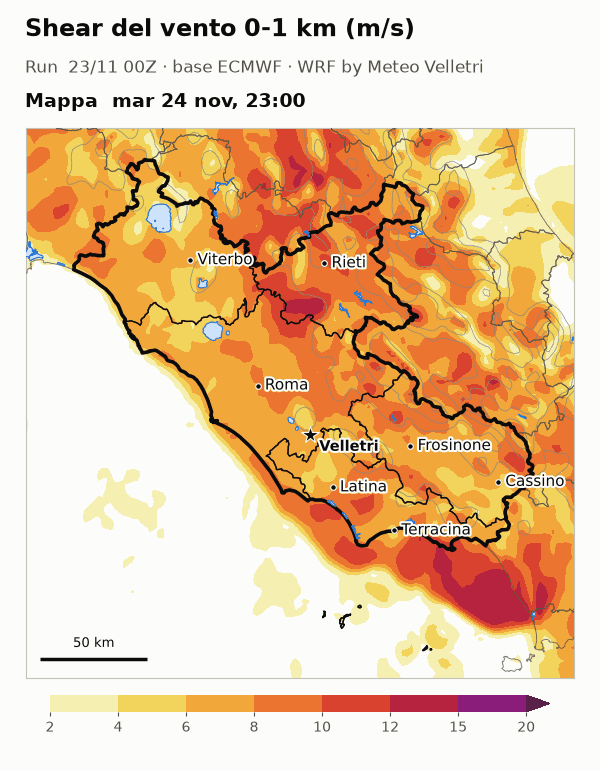 Shear del vento 0-1 km (m/s)
Run  23/11 00Z · base ECMWF · WRF by Meteo Velletri
Mappa  mar 24 nov, 23:00
Viterbo
Rieti
Roma
Velletri
Frosinone
Latina
Cassino
Terracina
50 km
2 4 6 8 10 12 15 20